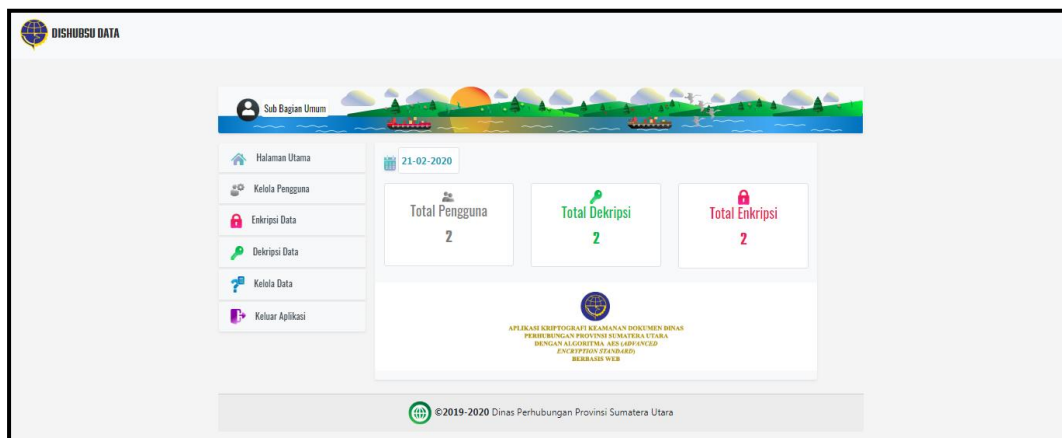 DISHUBSU DATA
Sub Bagian Umum
Halaman Utama
Kelola Pengguna
Enkripsi Data
Dekripsi Data
Kelola Data
Keluar Aplikasi
21-02-2020
Total Pengguna
2
Total Dekripsi
2
Total Enkripsi
2
APLIKASI KRIPTOGRAFI KEAMANAN DOKUMEN DINAS
PERHUBUNGAN PROVINSI SUMATERA UTARA
DENGAN ALGORITMA AES (ADVANCED
ENCRYPTION STANDARD)
BERBASIS WEB
©2019-2020 Dinas Perhubungan Provinsi Sumatera Utara